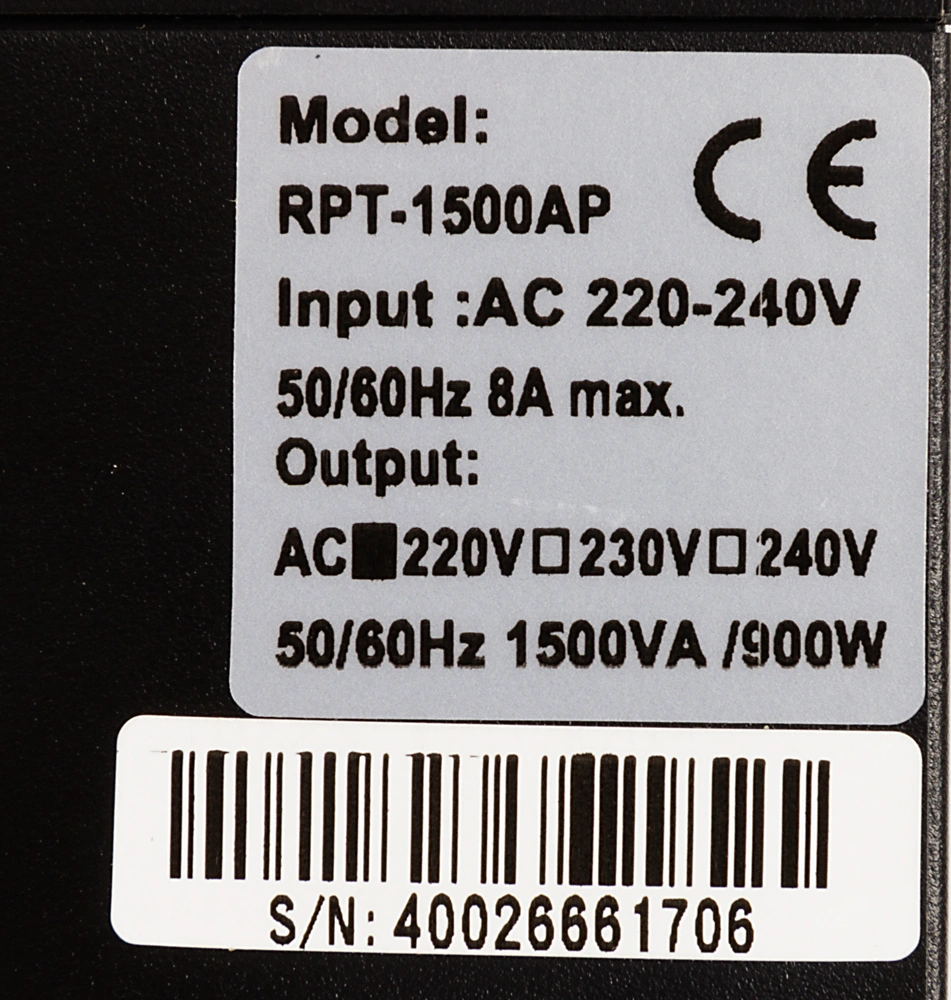 Model:
RPT-1500AP CE
Input :AC 220-240V
50/60Hz 8A max.
Output:
AC■220V□230V□240V
50/60Hz 1500VA /900W
S/N: 40026661706